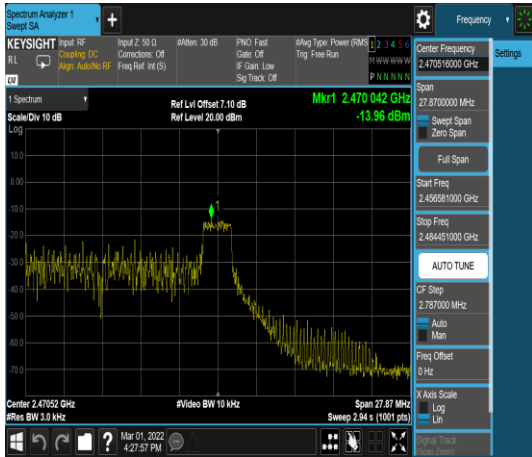 Spectrum Analyzer 1
Swept SA
+
Frequency
KEYSIGHT
R L
LXI
Input: RF
Coupling: DC
Align: Auto/No RF
Input Z: 50 Ω
Corrections: Off
Freq Ref: Int (S)
#Atten: 30 dB
PNO: Fast
Gate: Off
IF Gain: Low
Sig Track: Off
#Avg Type: Power (RMS)
Trig: Free Run
1 2 3 4 5 6
M W W W W W
P N N N N N
1 Spectrum
Scale/Div 10 dB
Log
Ref Lvl Offset 7.10 dB
Ref Level 20.00 dBm
Mkr1 2.470 042 GHz
-13.96 dBm
10.0
0.00
-10.0
-20.0
-30.0
-40.0
-50.0
-60.0
-70.0
1
Center 2.47052 GHz
#Res BW 3.0 kHz
#Video BW 10 kHz
Span 27.87 MHz
Sweep 2.94 s (1001 pts)
Mar 01, 2022
4:27:57 PM
?
Settings
Center Frequency
2.470516000 GHz
Span
27.8700000 MHz
Swept Span
Zero Span
Full Span
Start Freq
2.456581000 GHz
Stop Freq
2.484451000 GHz
AUTO TUNE
CF Step
2.787000 MHz
Auto
Man
Freq Offset
0 Hz
X Axis Scale
Log
Lin
Signal Track
(Span Zoom)